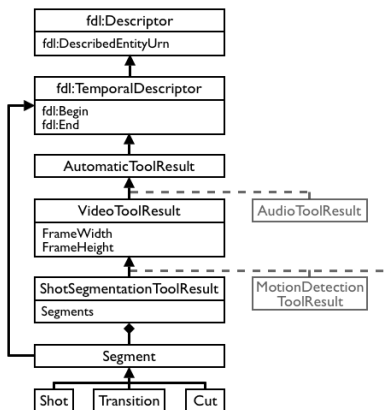 fdl:Descriptor
fdl:DescribedEntityUrn
fdl:TemporalDescriptor
fdl:Begin
fdl:End
AutomaticToolResult
VideoToolResult
FrameWidth
FrameHeight
AudioToolResult
ShotSegmentationToolResult
Segments
MotionDetection
ToolResult
Segment
Shot
Transition
Cut